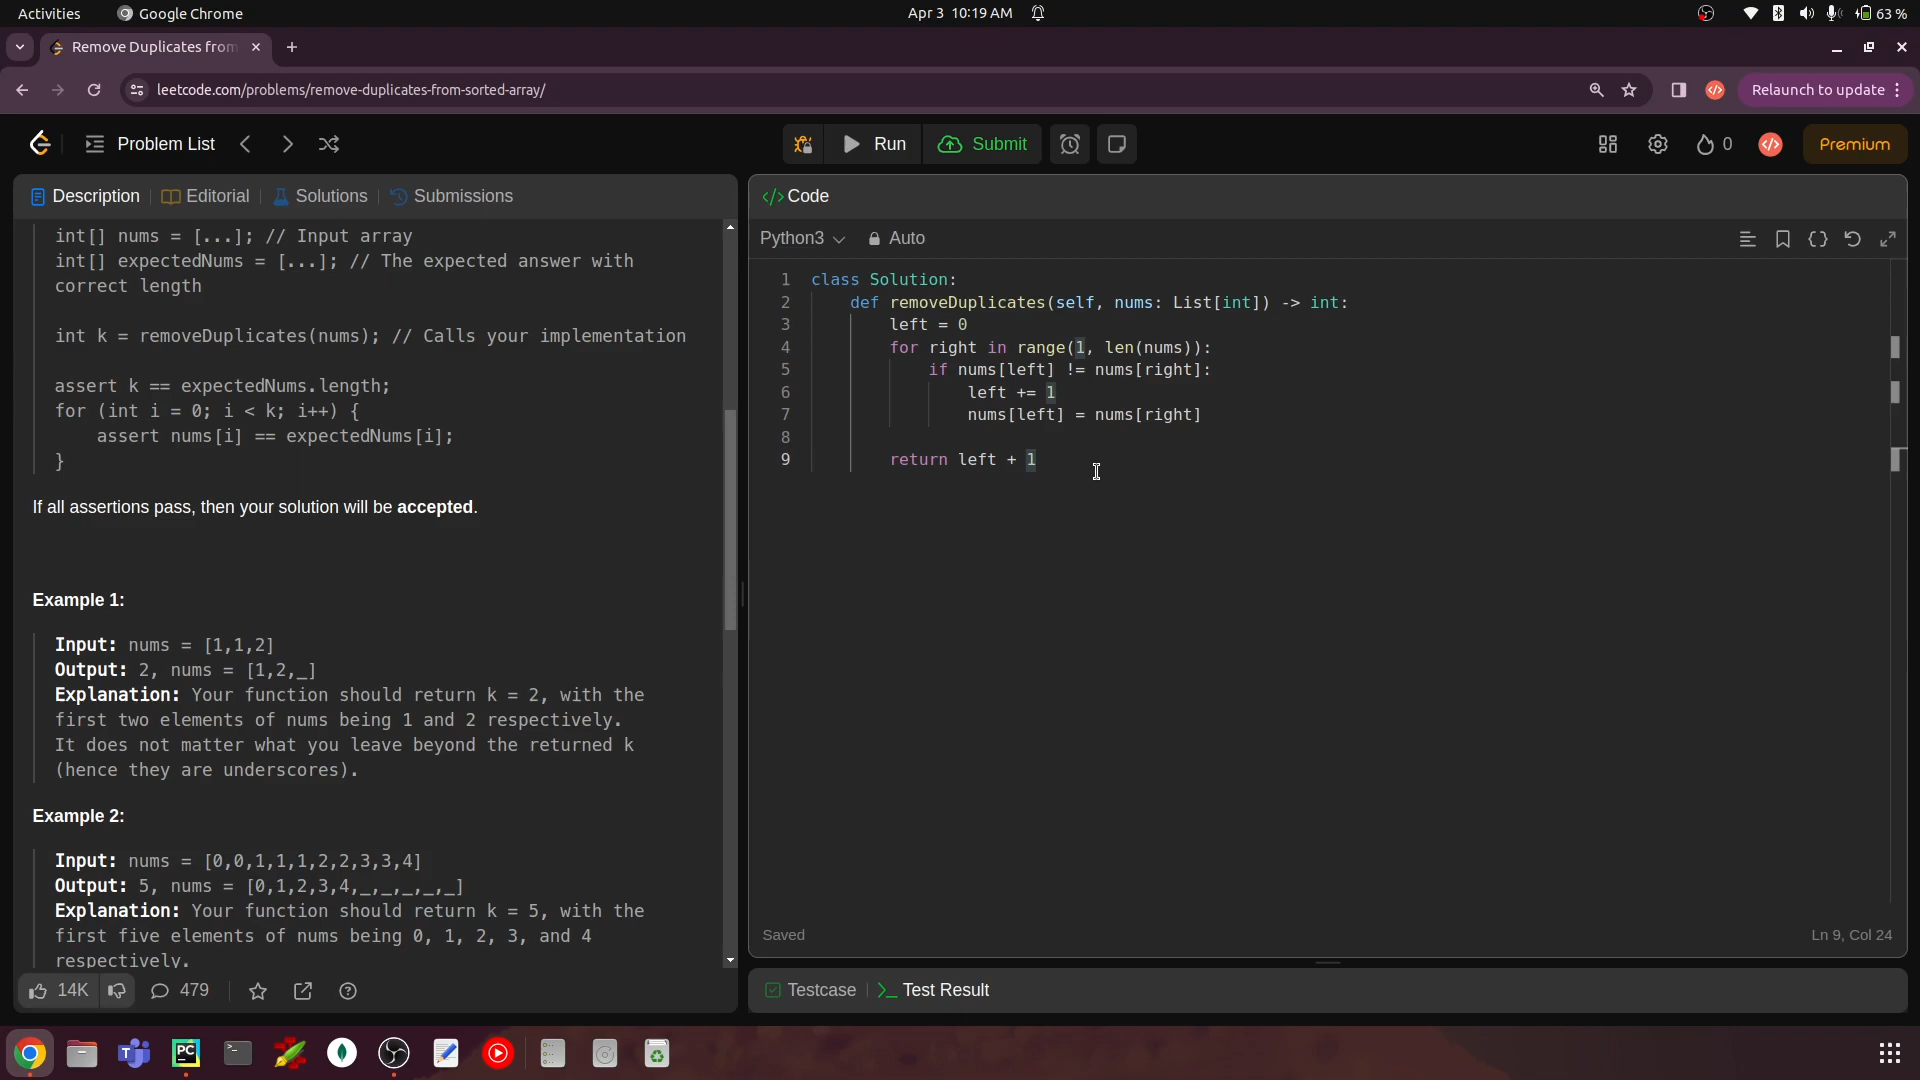 Activities
Google Chrome
Apr 3 10:19 AM
63 %
Remove Duplicates from
leetcode.com/problems/remove-duplicates-from-sorted-array/
Relaunch to update
Problem List
Run
Submit
0
Premium
Description
Editorial
Solutions
Submissions
int[] nums = [...]; // Input array
int[] expectedNums = [...]; // The expected answer with
correct length
int k = removeDuplicates(nums); // Calls your implementation
assert k == expectedNums.length;
for (int i = 0; i < k; i++) {
    assert nums[i] == expectedNums[i];
}
If all assertions pass, then your solution will be accepted.
Example 1:
Input: nums = [1,1,2]
Output: 2, nums = [1,2,_]
Explanation: Your function should return k = 2, with the
first two elements of nums being 1 and 2 respectively.
It does not matter what you leave beyond the returned k
(hence they are underscores).
Example 2:
Input: nums = [0,0,1,1,1,2,2,3,3,4]
Output: 5, nums = [0,1,2,3,4,_,_,_,_,_]
Explanation: Your function should return k = 5, with the
first five elements of nums being 0, 1, 2, 3, and 4
respectively.
14K
479
</> Code
Python3
Auto
1 class Solution:
2     def removeDuplicates(self, nums: List[int]) -> int:
3         left = 0
4         for right in range(1, len(nums)):
5             if nums[left] != nums[right]:
6                 left += 1
7                 nums[left] = nums[right]
8
9         return left + 1
Saved
Ln 9, Col 24
Testcase
>_ Test Result
PC